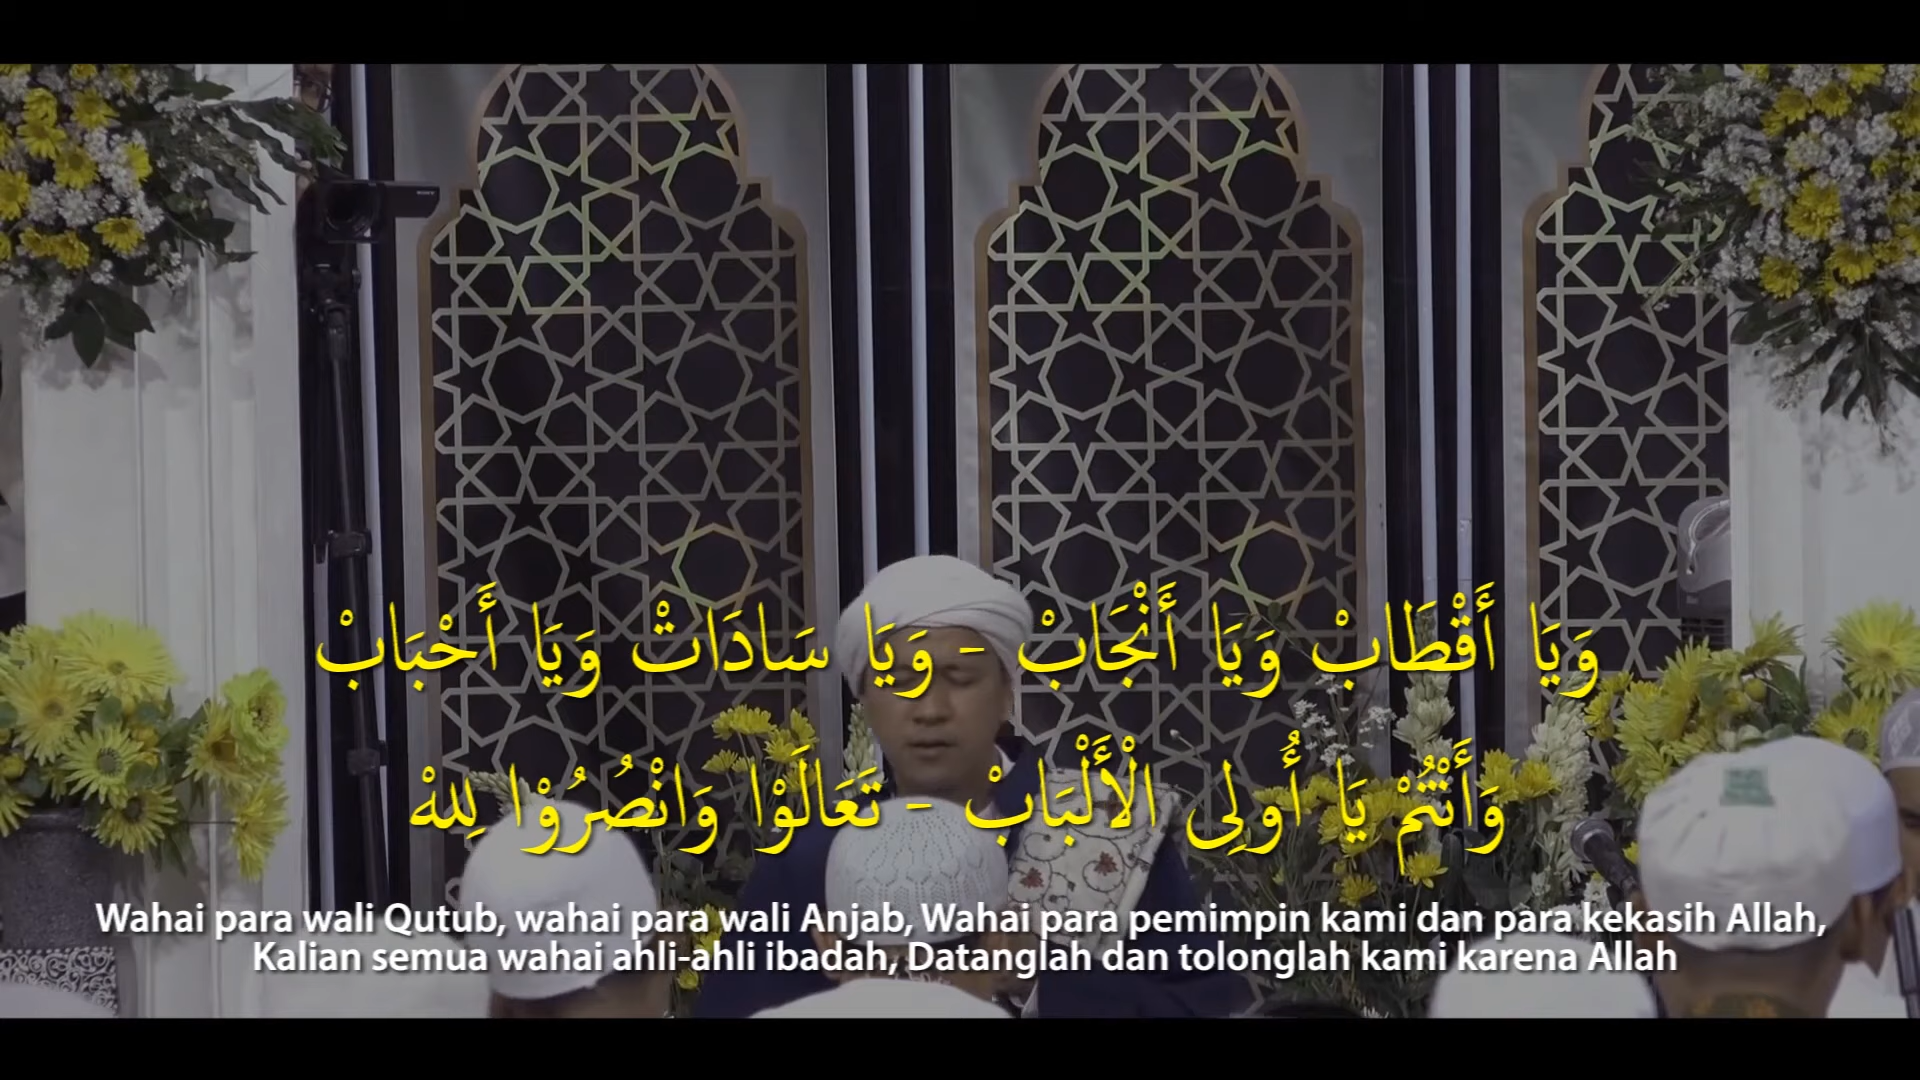 SONY
وَيَا أَقْطَابْ وَيَا أَنْجَابْ - وَيَا سَادَاتْ وَيَا أَحْبَابْ
وَأَنْتُمْ يَا أُولِى الْأَلْبَابْ - تَعَالَوْا وَانْصُرُوْا لِلهْ
Wahai para wali Qutub, wahai para wali Anjab, Wahai para pemimpin kami dan para kekasih Allah,
Kalian semua wahai ahli-ahli ibadah, Datanglah dan tolonglah kami karena Allah